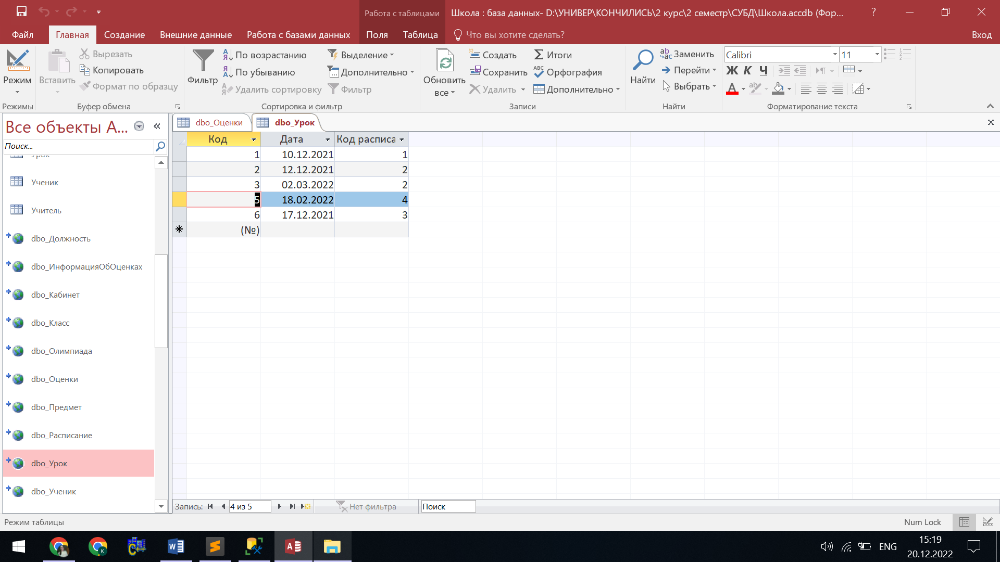 Работа с таблицами
Школа : база данных- D:\УНИВЕР\КОНЧИЛИСЬ\2 курс\2 семестр\СУБД\Школа.accdb (Фор...
?
Файл
Главная
Создание
Внешние данные
Работа с базами данных
Поля
Таблица
Что вы хотите сделать?
Вход
Режим
Режимы
Вставить
Вырезать
Копировать
Формат по образцу
Буфер обмена
Фильтр
По возрастанию
По убыванию
Удалить сортировку
Выделение
Дополнительно
Фильтр
Сортировка и фильтр
Обновить
все
Создать
Сохранить
Удалить
Итоги
Орфография
Дополнительно
Записи
Найти
Заменить
Перейти
Выбрать
Найти
Calibri
11
Ж К Ч
Форматирование текста
Все объекты A...
Поиск...
Урок
Ученик
Учитель
dbo_Должность
dbo_ИнформацияОбОценках
dbo_Кабинет
dbo_Класс
dbo_Олимпиада
dbo_Оценки
dbo_Предмет
dbo_Расписание
dbo_Урок
dbo_Ученик
dbo_Оценки
dbo_Урок
Код Дата Код расписа
1 10.12.2021 1
2 12.12.2021 2
3 02.03.2022 2
5 18.02.2022 4
6 17.12.2021 3
(№)
Запись:
4 из 5
Нет фильтра
Поиск
Режим таблицы
Num Lock
ENG
15:19
20.12.2022